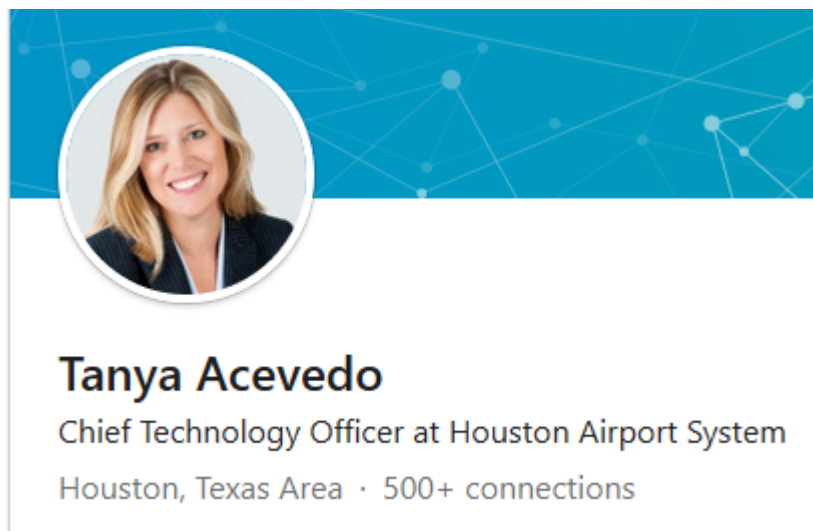 Tanya Acevedo
Chief Technology Officer at Houston Airport System
Houston, Texas Area · 500+ connections